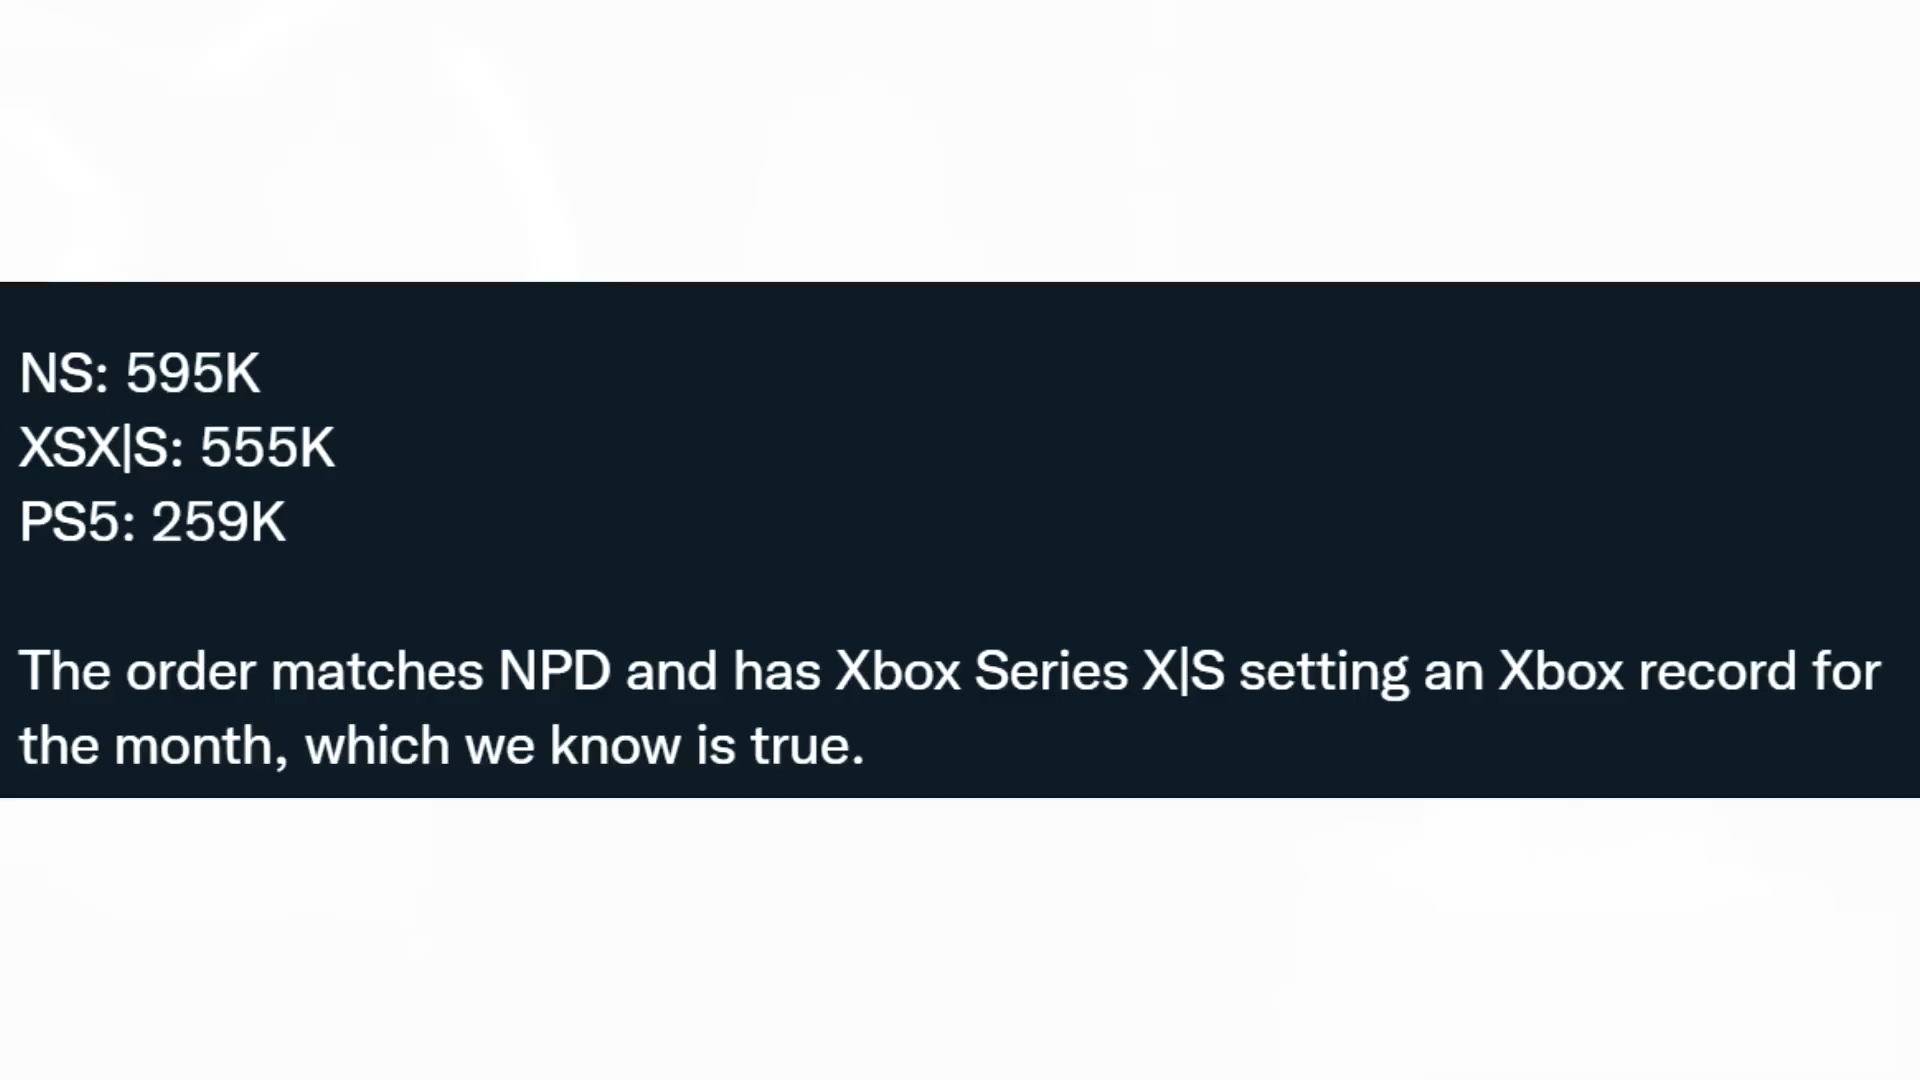 NS: 595K
XSX|S: 555K
PS5: 259K
The order matches NPD and has Xbox Series X|S setting an Xbox record for
the month, which we know is true.